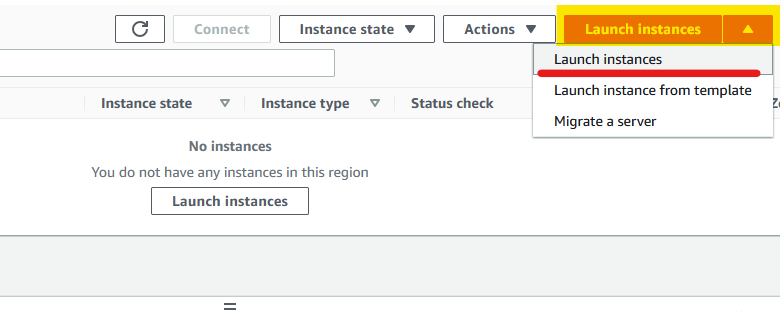 Connect Instance state Actions Launch instances
Launch instances
Launch instance from template
Migrate a server
Instance state Instance type Status check
No instances
You do not have any instances in this region
Launch instances